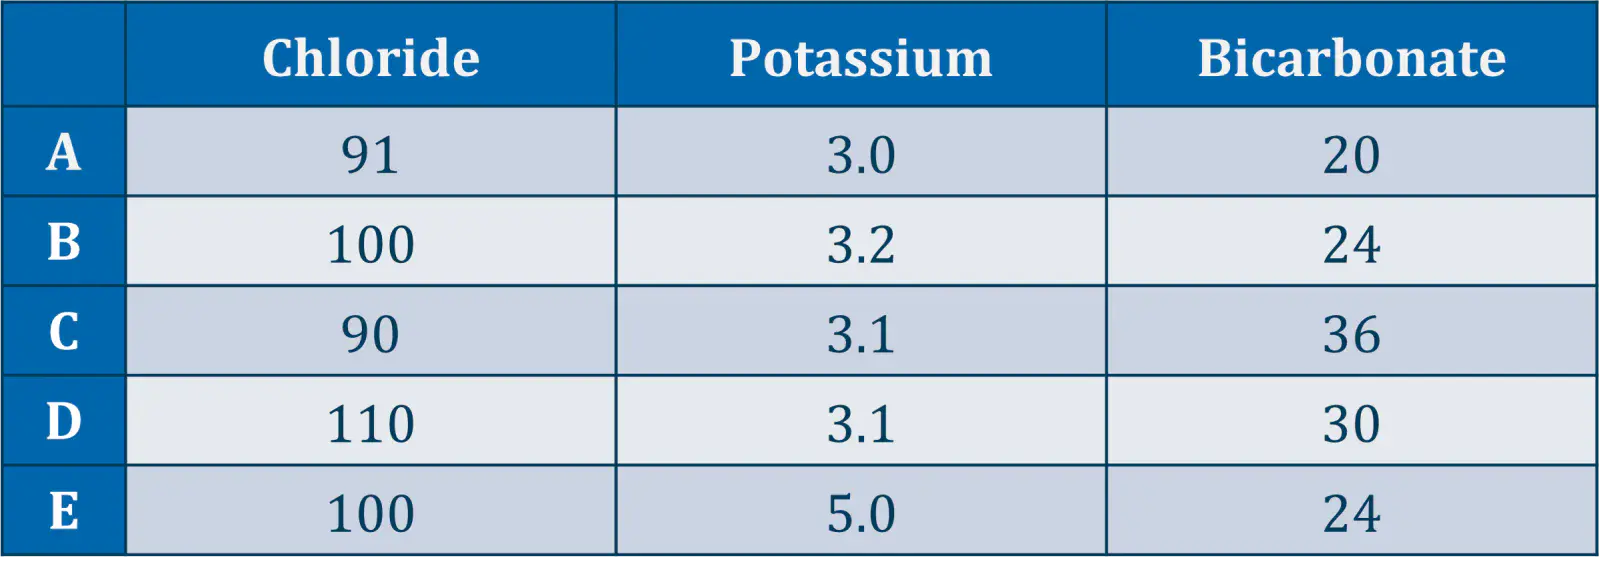 Chloride Potassium Bicarbonate
A 91 3.0 20
B 100 3.2 24
C 90 3.1 36
D 110 3.1 30
E 100 5.0 24